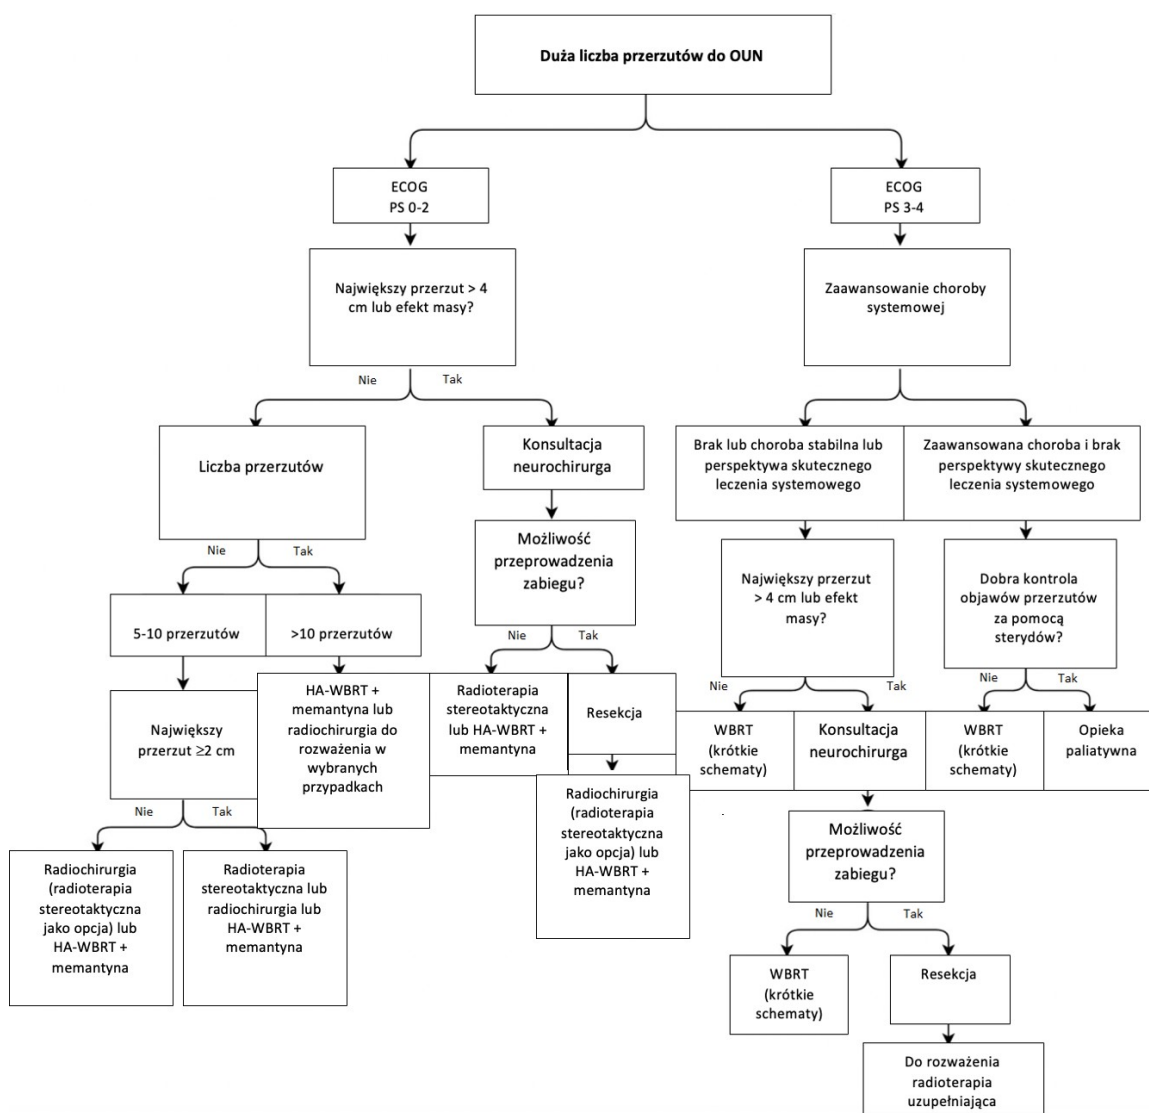 Duża liczba przerzutów do OUN
ECOG
PS 0-2
ECOG
PS 3-4
Największy przerzut > 4
cm lub efekt masy?
Zaawansowanie choroby
systemowej
Nie
Tak
Liczba przerzutów
Konsultacja
neurochirurga
Brak lub choroba stabilna lub
perspektywa skutecznego
leczenia systemowego
Zaawansowana choroba i brak
perspektywy skutecznego
leczenia systemowego
Nie
Tak
Możliwość
przeprowadzenia
zabiegu?
Największy przerzut
> 4 cm lub efekt
masy?
Dobra kontrola
objawów przerzutów
za pomocą
sterydów?
5-10 przerzutów
>10 przerzutów
Nie
Tak
Nie
Tak
Nie
Tak
Największy
przerzut ≥2 cm
HA-WBRT +
memantyna lub
radiochirurgia do
rozważenia w
wybranych
przypadkach
Radioterapia
stereotaktyczna
lub HA-WBRT +
memantyna
Resekcja
WBRT
(krótkie
schematy)
Konsultacja
neurochirurga
WBRT
(krótkie
schematy)
Opieka
paliatywna
Nie
Tak
Radiochirurgia
(radioterapia
stereotaktyczna
jako opcja) lub
HA-WBRT +
memantyna
Możliwość
przeprowadzenia
zabiegu?
Radiochirurgia
(radioterapia
stereotaktyczna
jako opcja) lub
HA-WBRT +
memantyna
Radioterapia
stereotaktyczna lub
radiochirurgia lub
HA-WBRT +
memantyna
Nie
Tak
WBRT
(krótkie
schematy)
Resekcja
Do rozważenia
radioterapia
uzupełniająca